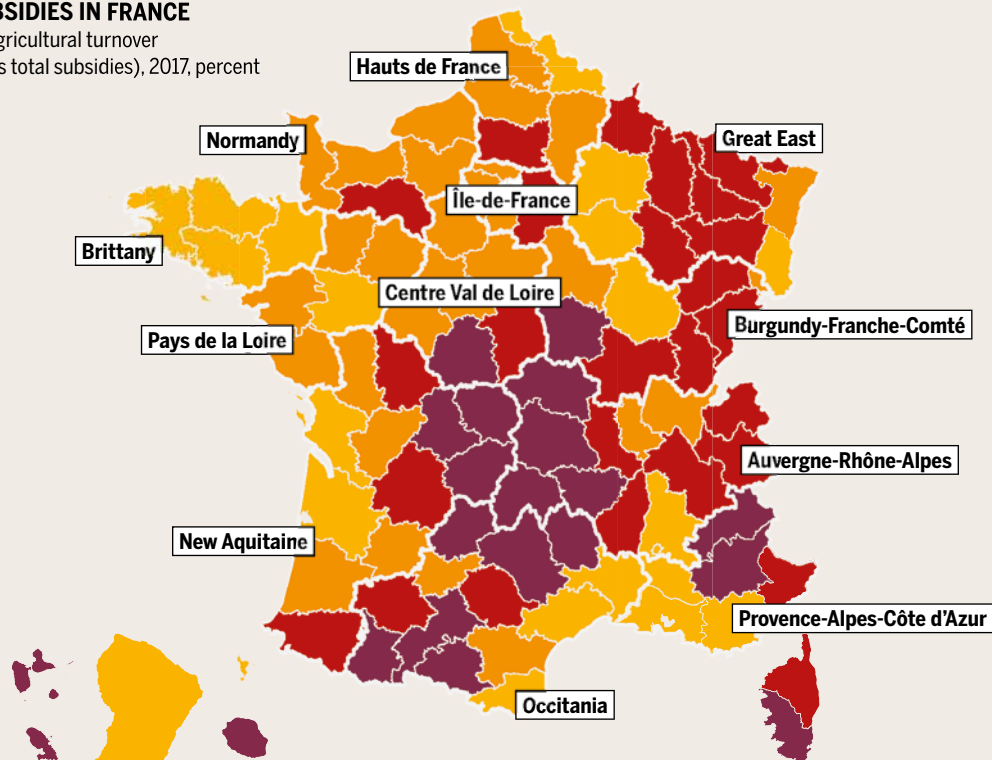 BSIDIES IN FRANCE
gricultural turnover
s total subsidies), 2017, percent
Hauts de France
Normandy
Great East
Île-de-France
Brittany
Centre Val de Loire
Burgundy-Franche-Comté
Pays de la Loire
Auvergne-Rhône-Alpes
New Aquitaine
Provence-Alpes-Côte d'Azur
Occitania